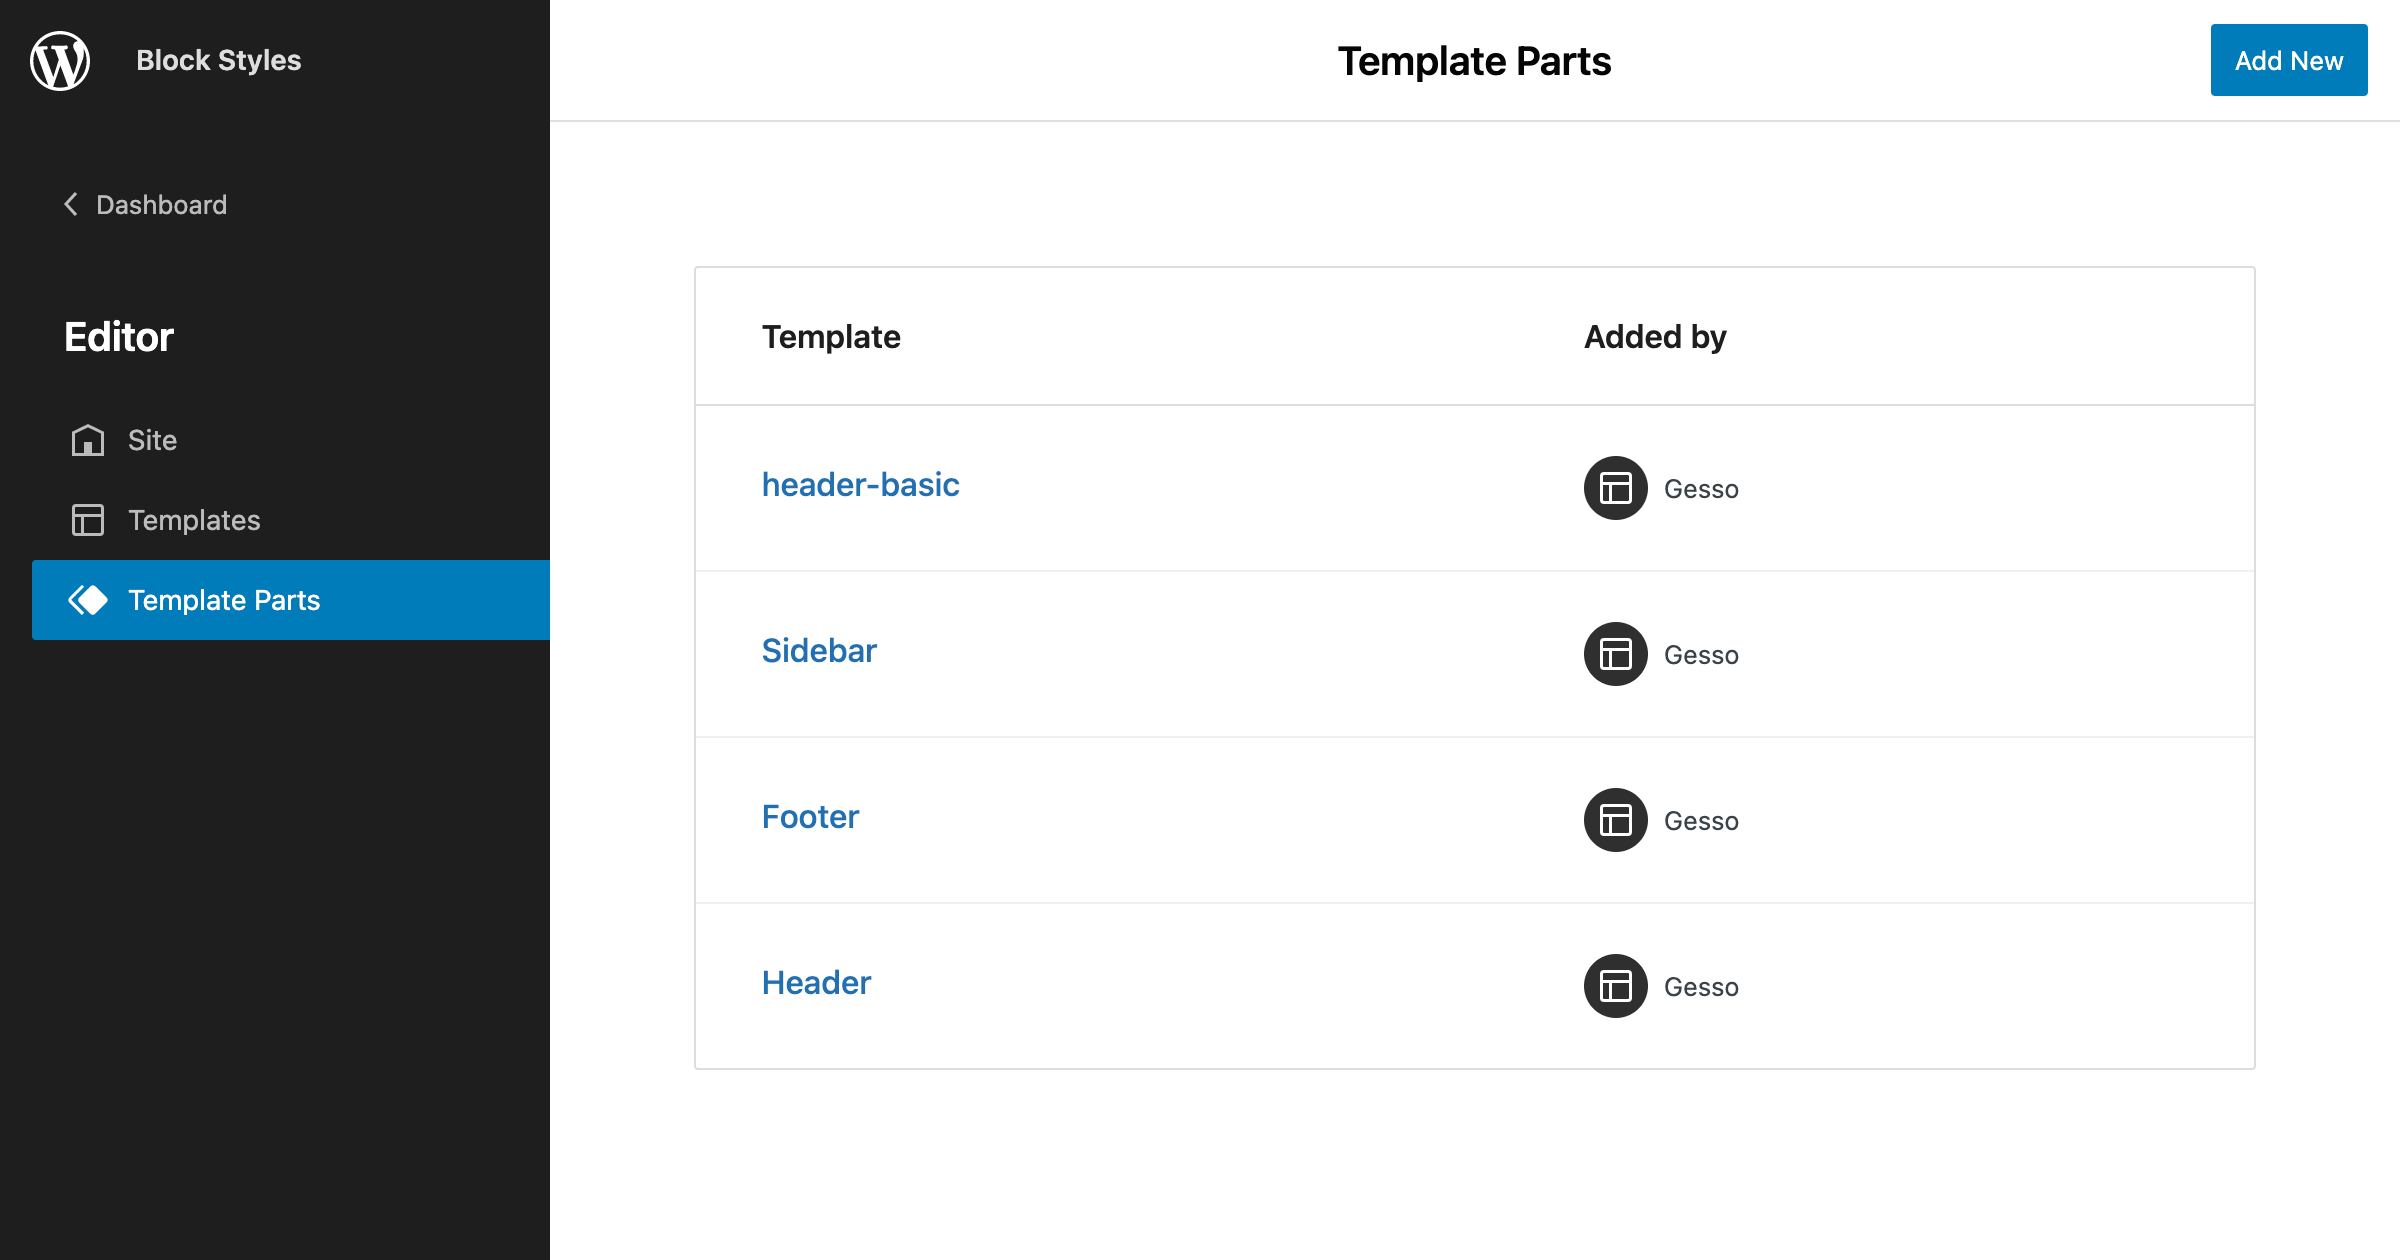 Block Styles
Dashboard
Editor
Site
Templates
Template Parts
Template Parts
Add New
Template Added by
header-basic Gesso
Sidebar Gesso
Footer Gesso
Header Gesso